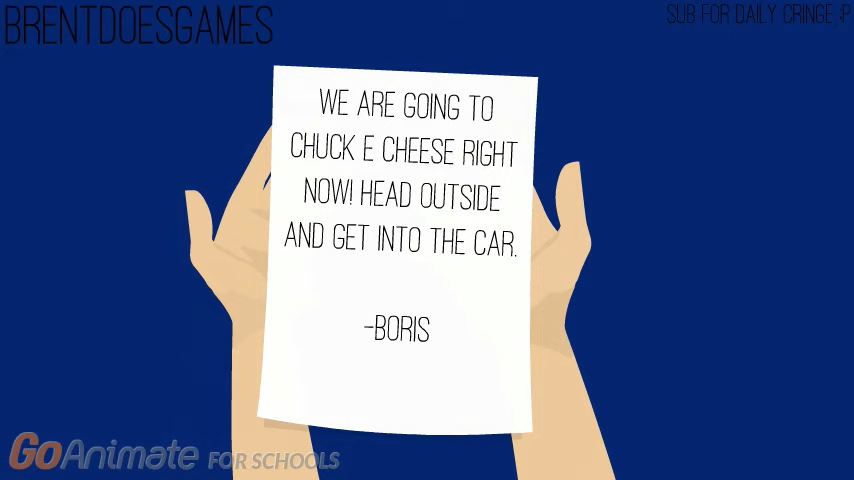 BRENTDOESGAMES
SUB FOR DAILY CRINGE :P
WE ARE GOING TO
CHUCK E CHEESE RIGHT
NOW! HEAD OUTSIDE
AND GET INTO THE CAR.
-BORIS
GoAnimate FOR SCHOOLS